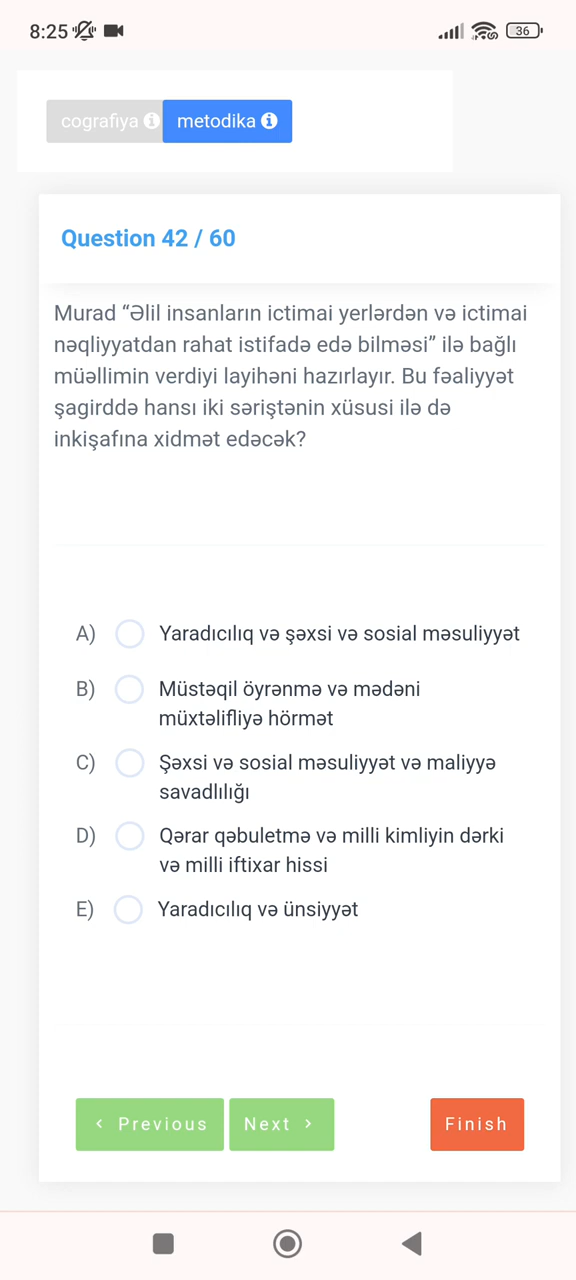 8:25
36
cografiya
metodika
Question 42 / 60
Murad “Əlil insanların ictimai yerlərdən və ictimai
nəqliyyatdan rahat istifadə edə bilməsi” ilə bağlı
müəllimin verdiyi layihəni hazırlayır. Bu fəaliyyət
şagirddə hansı iki səriştənin xüsusi ilə də
inkişafına xidmət edəcək?
A) Yaradıcılıq və şəxsi və sosial məsuliyyət
B) Müstəqil öyrənmə və mədəni
müxtəlifliyə hörmət
C) Şəxsi və sosial məsuliyyət və maliyyə
savadlılığı
D) Qərar qəbuletmə və milli kimliyin dərki
və milli iftixar hissi
E) Yaradıcılıq və ünsiyyət
‹ Previous Next › Finish